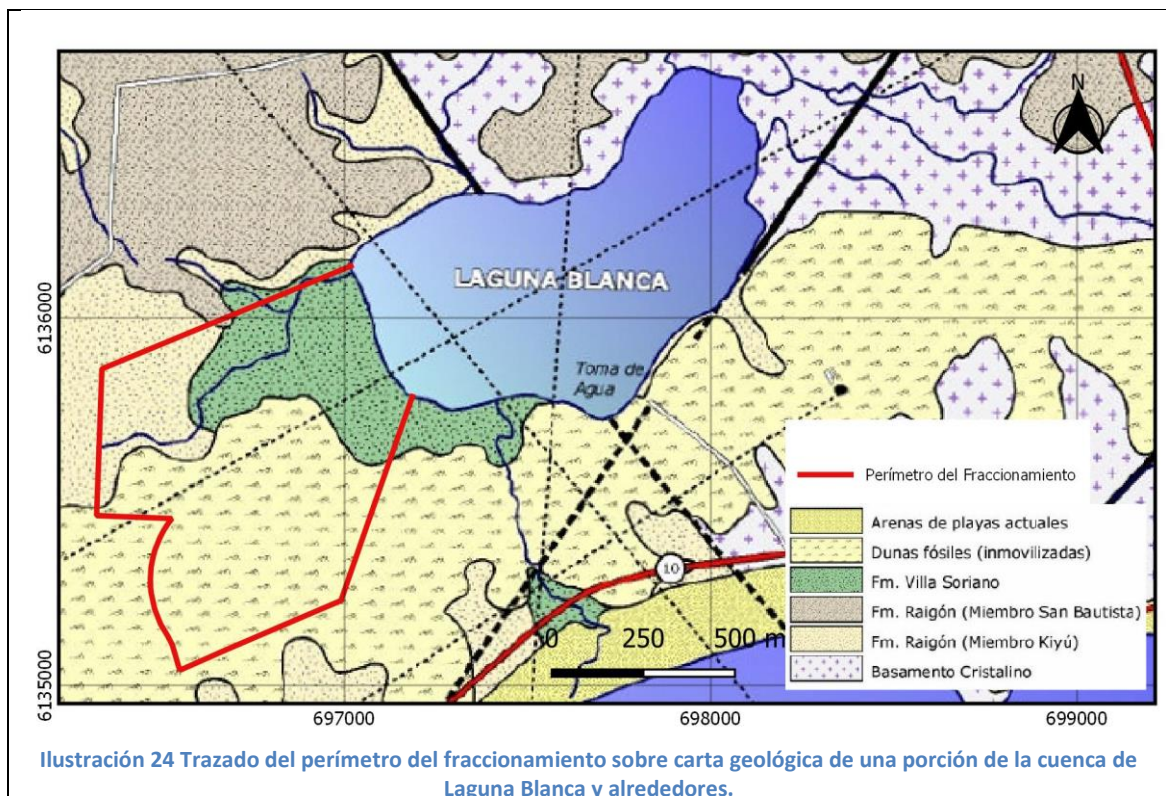 N
LAGUNA BLANCA
Toma de
Agua
10
0 250 500 m
Perímetro del Fraccionamiento
Arenas de playas actuales
Dunas fósiles (inmovilizadas)
Fm. Villa Soriano
Fm. Raigón (Miembro San Bautista)
Fm. Raigón (Miembro Kiyú)
Basamento Cristalino
6136000
6135000
697000 698000 699000
Ilustración 24 Trazado del perímetro del fraccionamiento sobre carta geológica de una porción de la cuenca de
Laguna Blanca y alrededores.